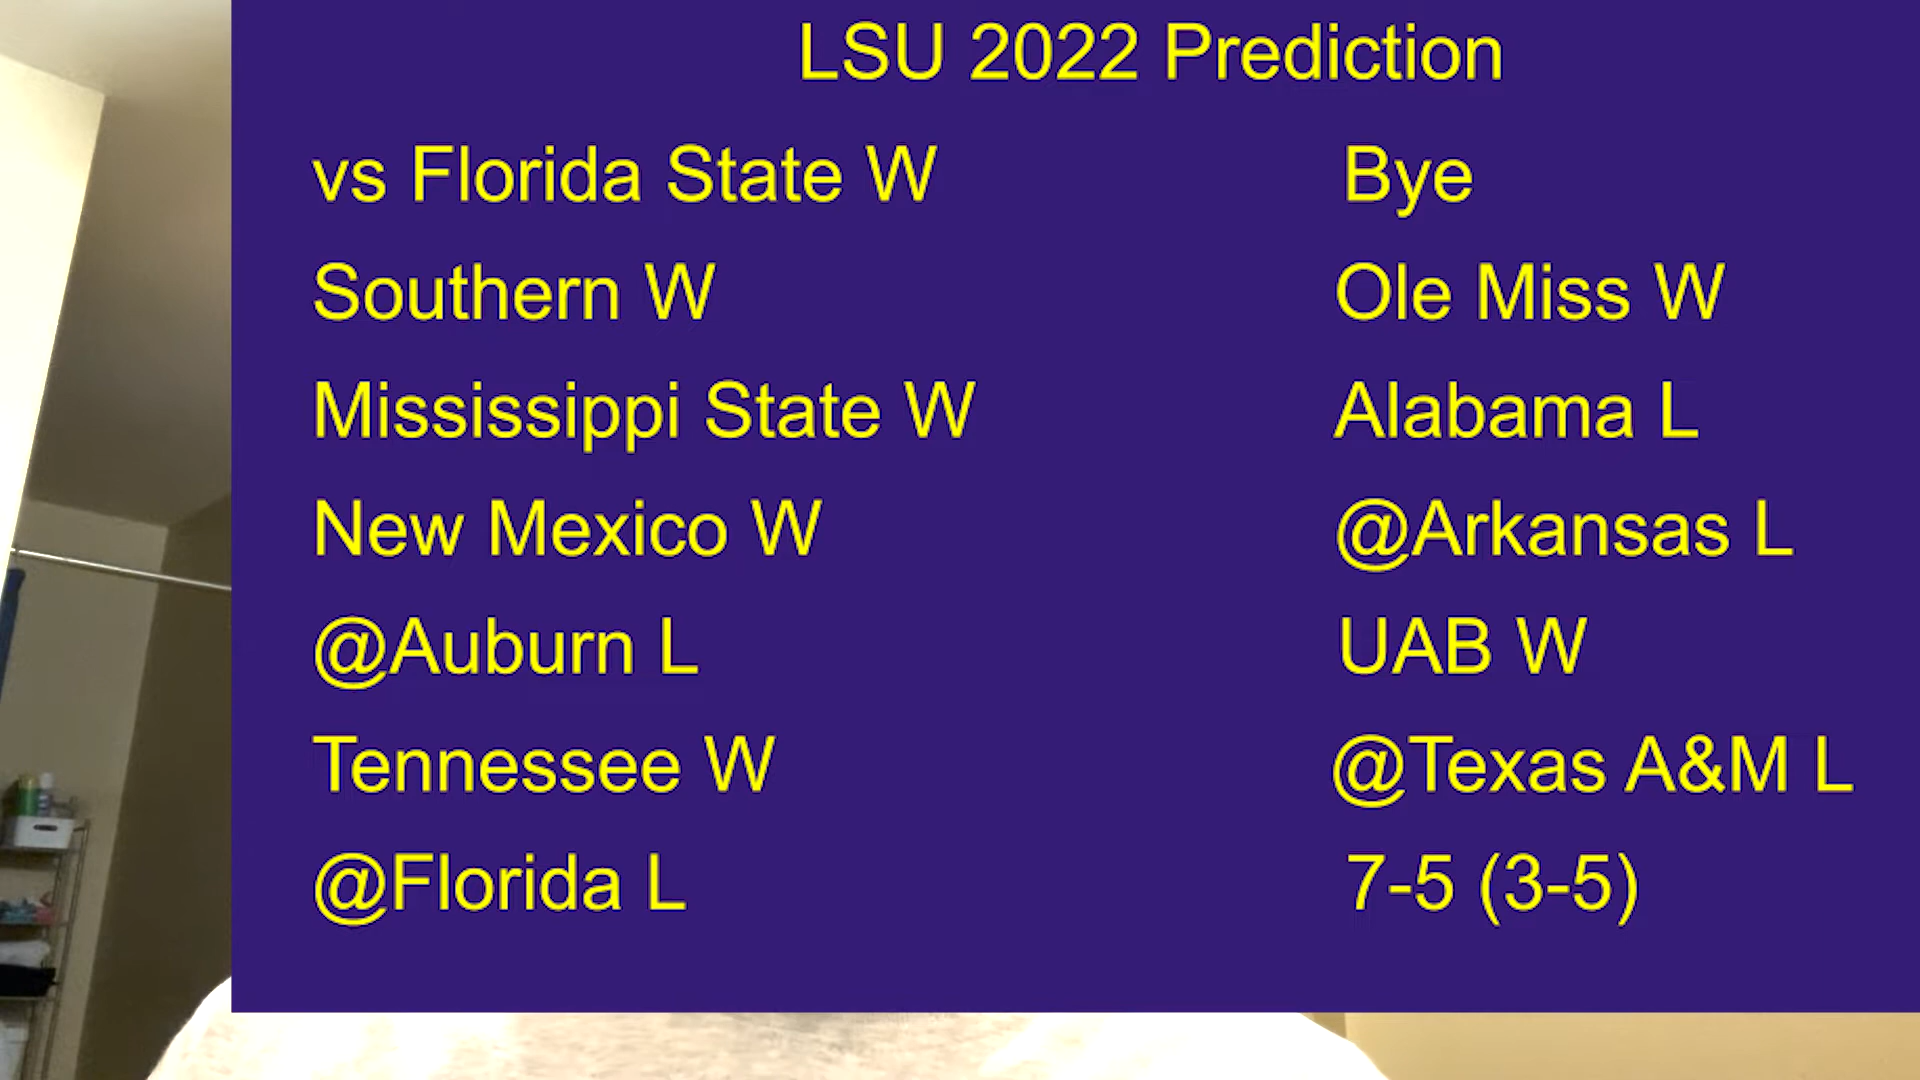 LSU 2022 Prediction
vs Florida State W
Southern W
Mississippi State W
New Mexico W
@Auburn L
Tennessee W
@Florida L
Bye
Ole Miss W
Alabama L
@Arkansas L
UAB W
@Texas A&M L
7-5 (3-5)